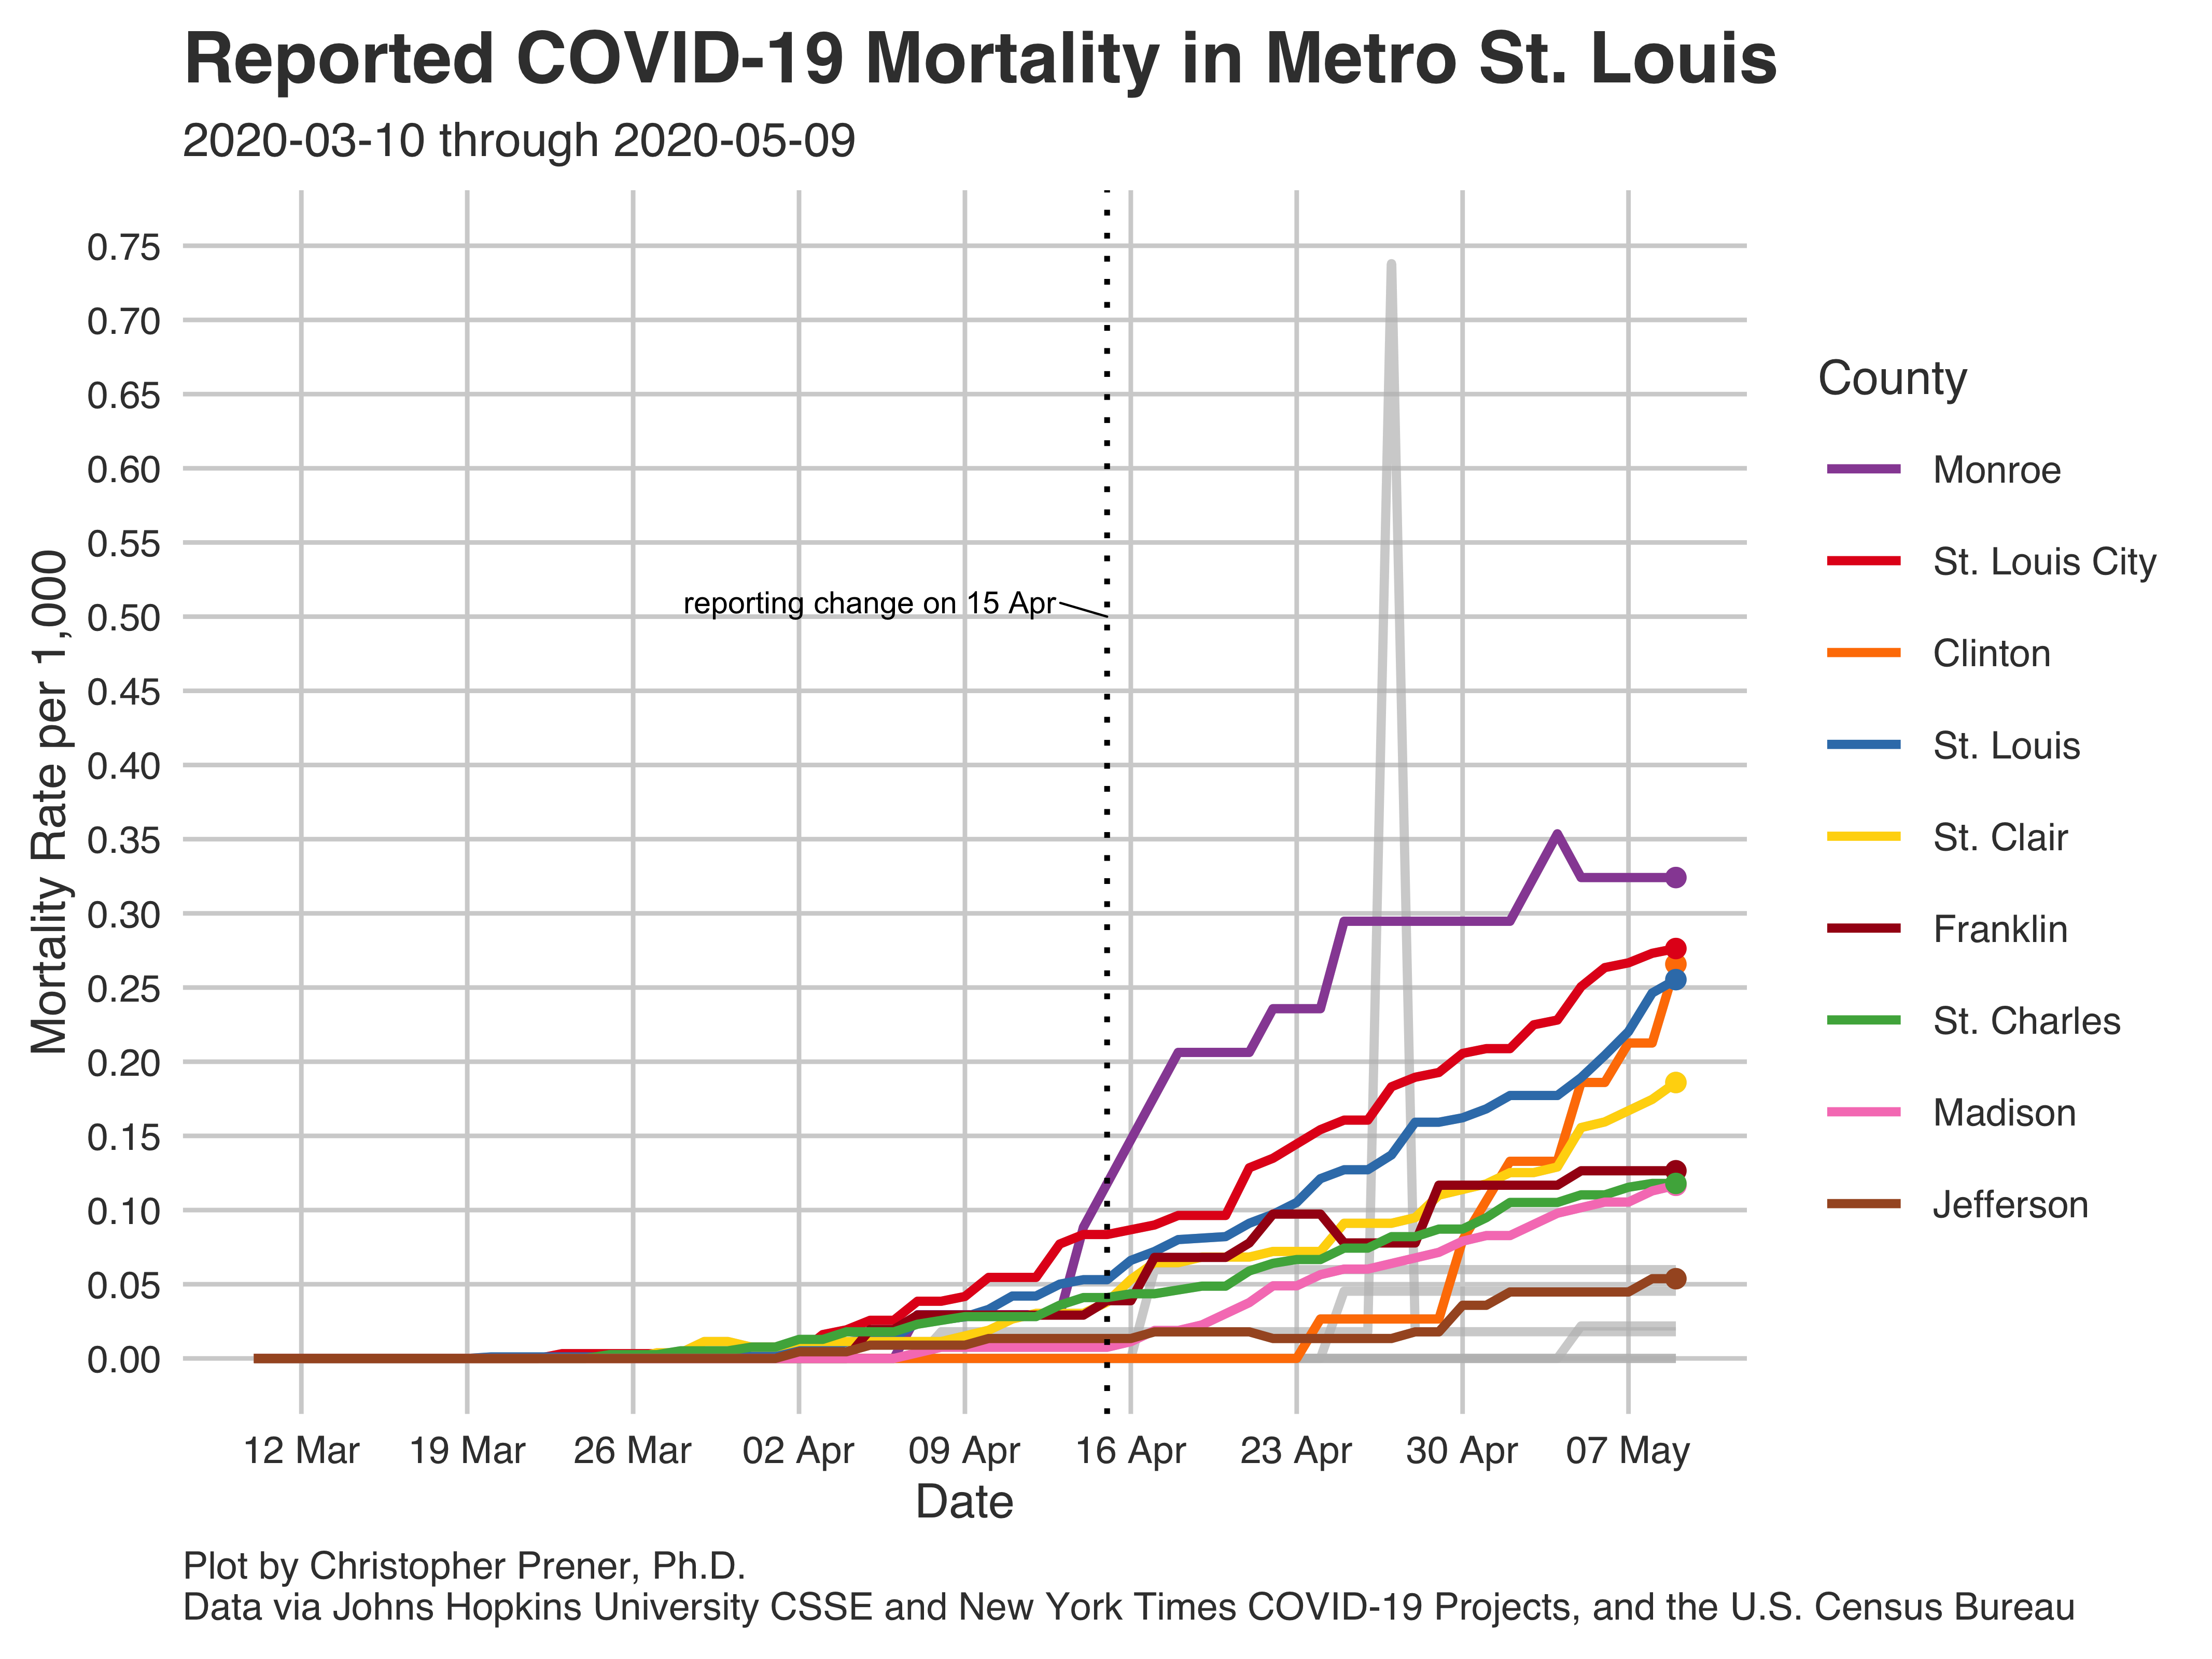 Reported COVID-19 Mortality in Metro St. Louis
2020-03-10 through 2020-05-09
Mortality Rate per 1,000
0.75
0.70
0.65
0.60
0.55
0.50
0.45
0.40
0.35
0.30
0.25
0.20
0.15
0.10
0.05
0.00
reporting change on 15 Apr
12 Mar
19 Mar
26 Mar
02 Apr
09 Apr
16 Apr
23 Apr
30 Apr
07 May
Date
County
Monroe
St. Louis City
Clinton
St. Louis
St. Clair
Franklin
St. Charles
Madison
Jefferson
Plot by Christopher Prener, Ph.D.
Data via Johns Hopkins University CSSE and New York Times COVID-19 Projects, and the U.S. Census Bureau